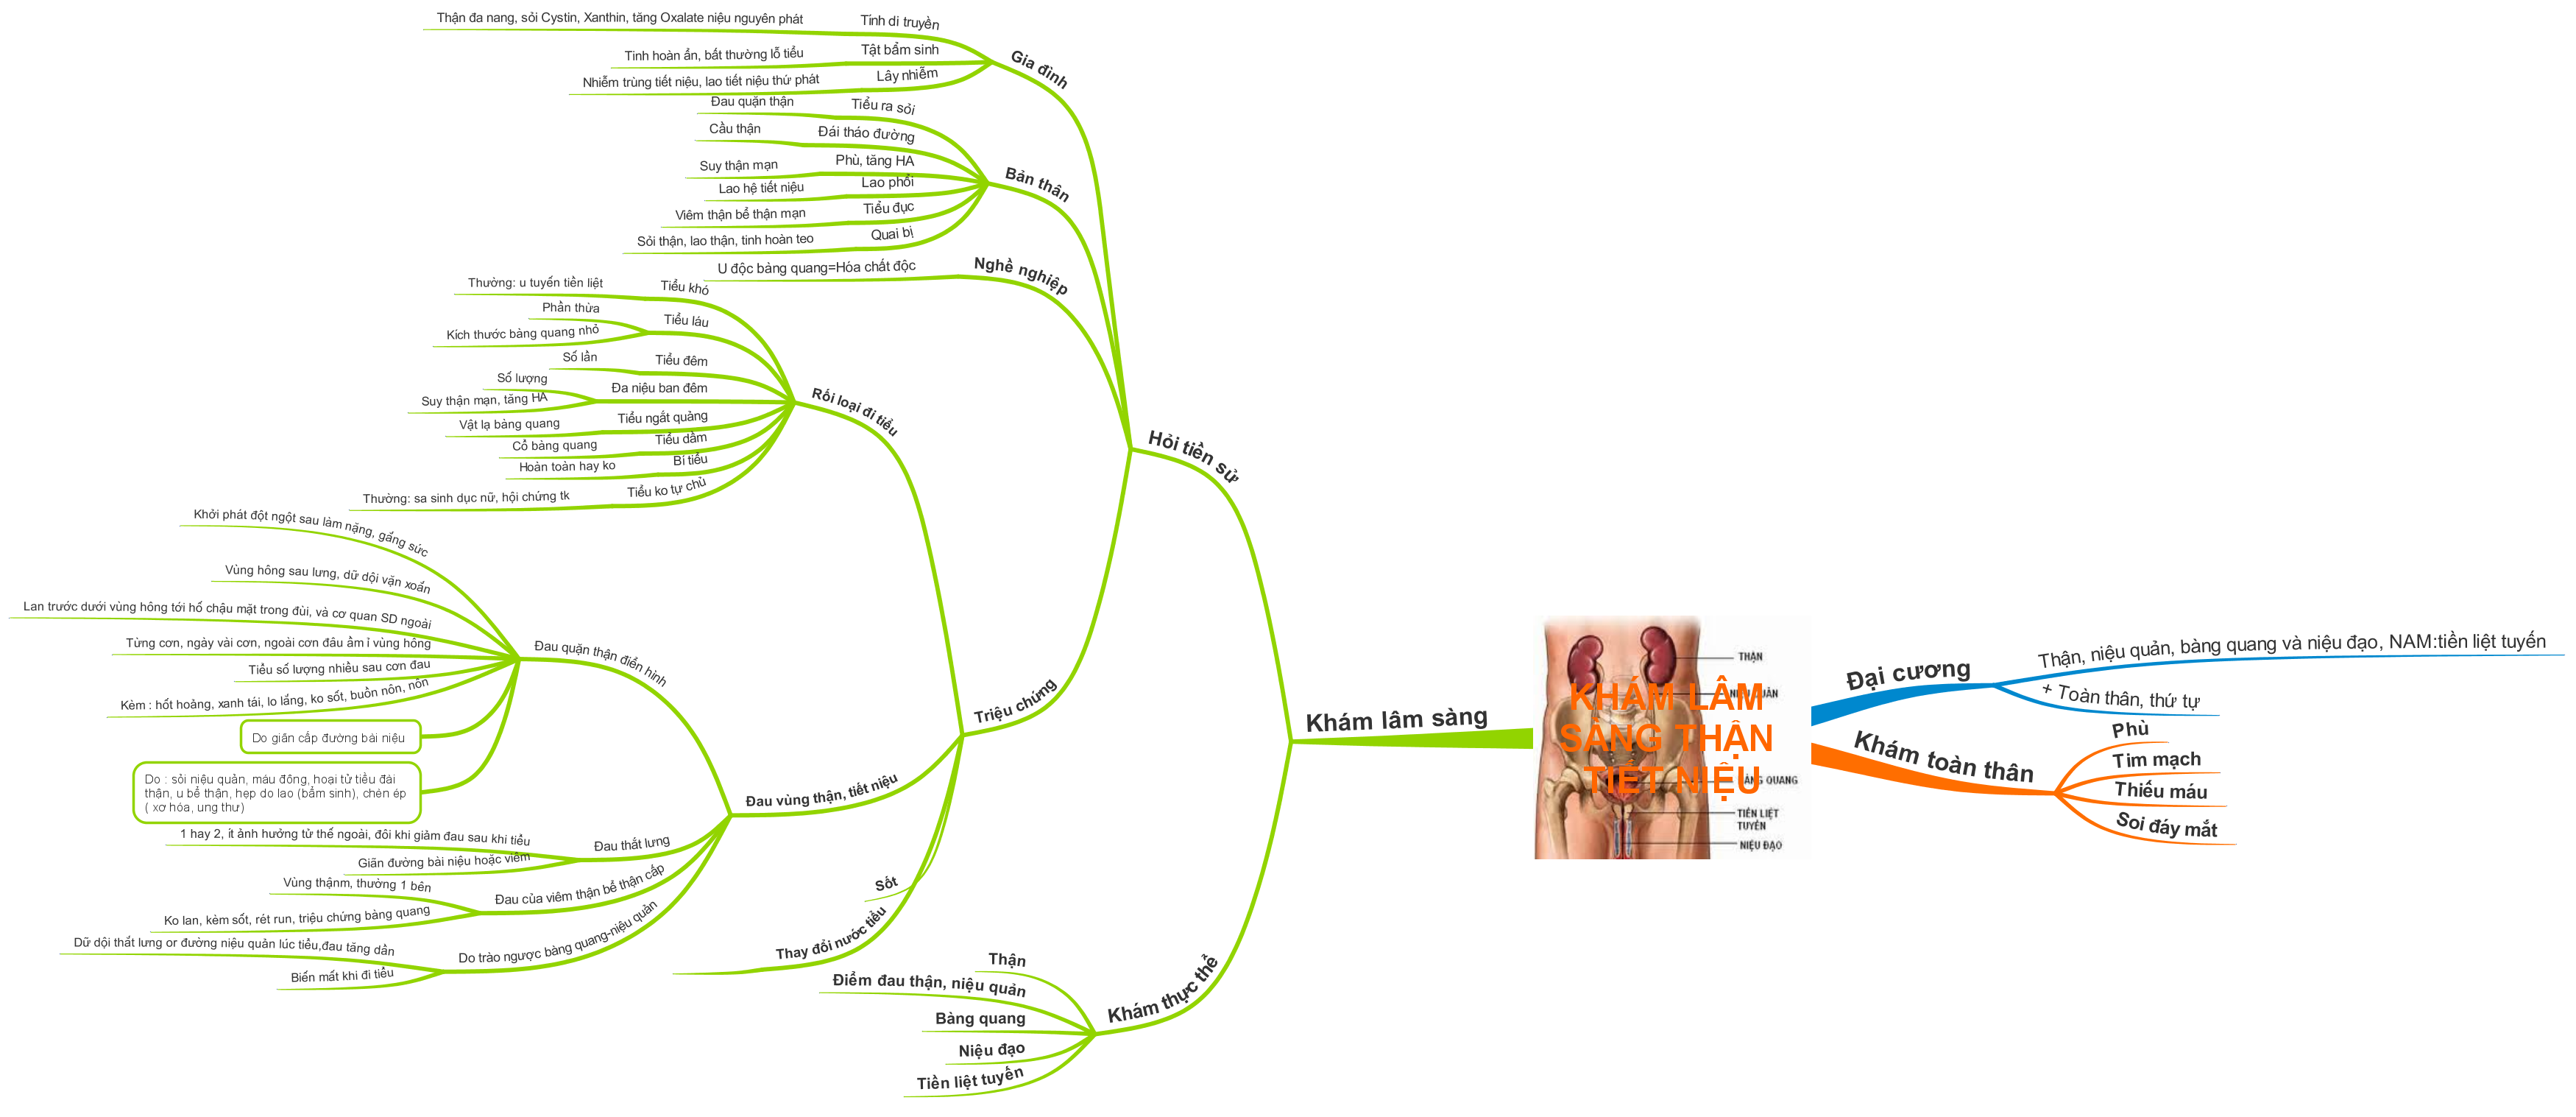 Thận đa nang, sỏi Cystin, Xanthin, tăng Oxalate niệu nguyên phát
Tính di truyền
Tinh hoàn ẩn, bất thường lỗ tiểu
Tật bẩm sinh
Nhiễm trùng tiết niệu, lao tiết niệu thứ phát
Lây nhiễm
Gia đình
Đau quặn thận
Tiểu ra sỏi
Cầu thận
Đái tháo đường
Suy thận mạn
Phù, tăng HA
Lao hệ tiết niệu
Lao phổi
Viêm thận bể thận mạn
Tiểu đục
Sỏi thận, lao thận, tinh hoàn teo
Quai bị
Bản thân
U độc bàng quang=Hóa chất độc
Nghề nghiệp
Hỏi tiền sử
Thường: u tuyến tiền liệt
Tiểu khó
Phần thừa
Kích thước bàng quang nhỏ
Tiểu láu
Số lần
Tiểu đêm
Số lượng
Suy thận mạn, tăng HA
Đa niệu ban đêm
Vật lạ bàng quang
Tiểu ngắt quảng
Cổ bàng quang
Tiểu dầm
Hoàn toàn hay ko
Bí tiểu
Thường: sa sinh dục nữ, hội chứng tk
Tiểu ko tự chủ
Rối loại đi tiểu
Khởi phát đột ngột sau làm nặng, gắng sức
Vùng hông sau lưng, dữ dội vặn xoắn
Lan trước dưới vùng hông tới hố chậu mặt trong đùi, và cơ quan SD ngoài
Từng cơn, ngày vài cơn, ngoài cơn đâu âm ỉ vùng hông
Tiểu số lượng nhiều sau cơn đau
Kèm : hốt hoảng, xanh tái, lo lắng, ko sốt, buồn nôn, nôn
Do giãn cấp đường bài niệu
Do : sỏi niệu quản, máu đông, hoại tử tiểu đái
thận, u bể thận, hẹp do lao (bẩm sinh), chèn ép
( xơ hóa, ung thư)
Đau quặn thận điển hình
1 hay 2, ít ảnh hưởng tử thế ngoài, đôi khi giảm đau sau khi tiểu
Giãn đường bài niệu hoặc viêm
Đau thắt lưng
Vùng thậnm, thường 1 bên
Ko lan, kèm sốt, rét run, triệu chứng bàng quang
Đau của viêm thận bể thận cấp
Dữ dội thắt lưng or đường niệu quản lúc tiểu,đau tăng dần
Biến mất khi đi tiểu
Do trào ngược bàng quang-niệu quản
Đau vùng thận, tiết niệu
Sốt
Thay đổi nước tiểu
Triệu chứng
Thận
Điểm đau thận, niệu quản
Bàng quang
Niệu đạo
Tiền liệt tuyến
Khám thực thể
Khám lâm sàng
KHÁM LÂM
SÀNG THẬN
TIẾT NIỆU
THẬN
TIỀN LIỆT
TUYẾN
NIỆU ĐẠO
Đại cương
Thận, niệu quản, bàng quang và niệu đạo, NAM:tiền liệt tuyến
+ Toàn thân, thứ tự
Khám toàn thân
Phù
Tim mạch
Thiếu máu
Soi đáy mắt